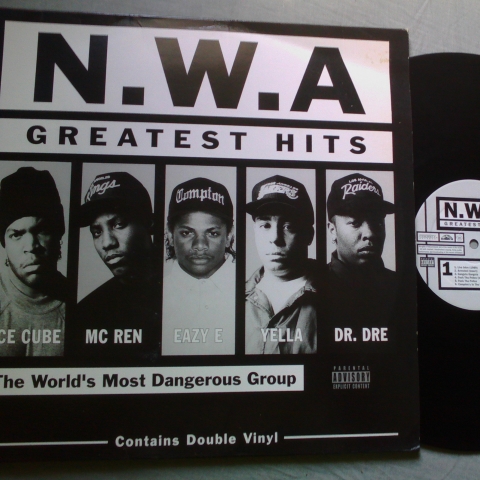 N.W.A
GREATEST HITS
Kings
Compton
Raiders
CE CUBE
MC REN
EAZY E
YELLA
DR. DRE
The World's Most Dangerous Group
PARENTAL
ADVISORY
EXPLICIT CONTENT
Contains Double Vinyl
N.W
GREATEST
1